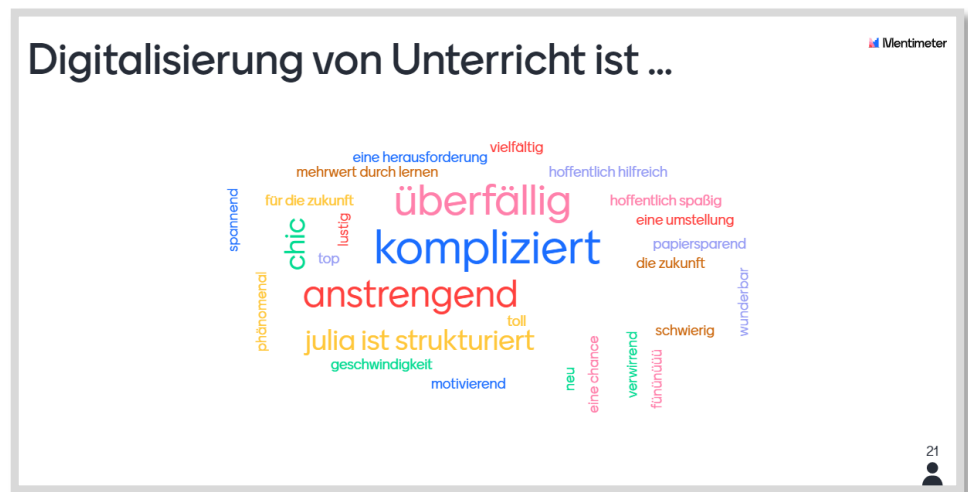 Digitalisierung von Unterricht ist ...
Mentimeter
vielfältig
eine herausforderung
mehrwert durch lernen
hoffentlich hilfreich
spannend
für die zukunft
überfällig
hoffentlich spaßig
lustig
eine umstellung
chic
top
kompliziert
papiersparend
die zukunft
phänomenal
anstrengend
wunderbar
toll
julia ist strukturiert
schwierig
geschwindigkeit
motivierend
neu
eine chance
verwirrend
fününüüü
21